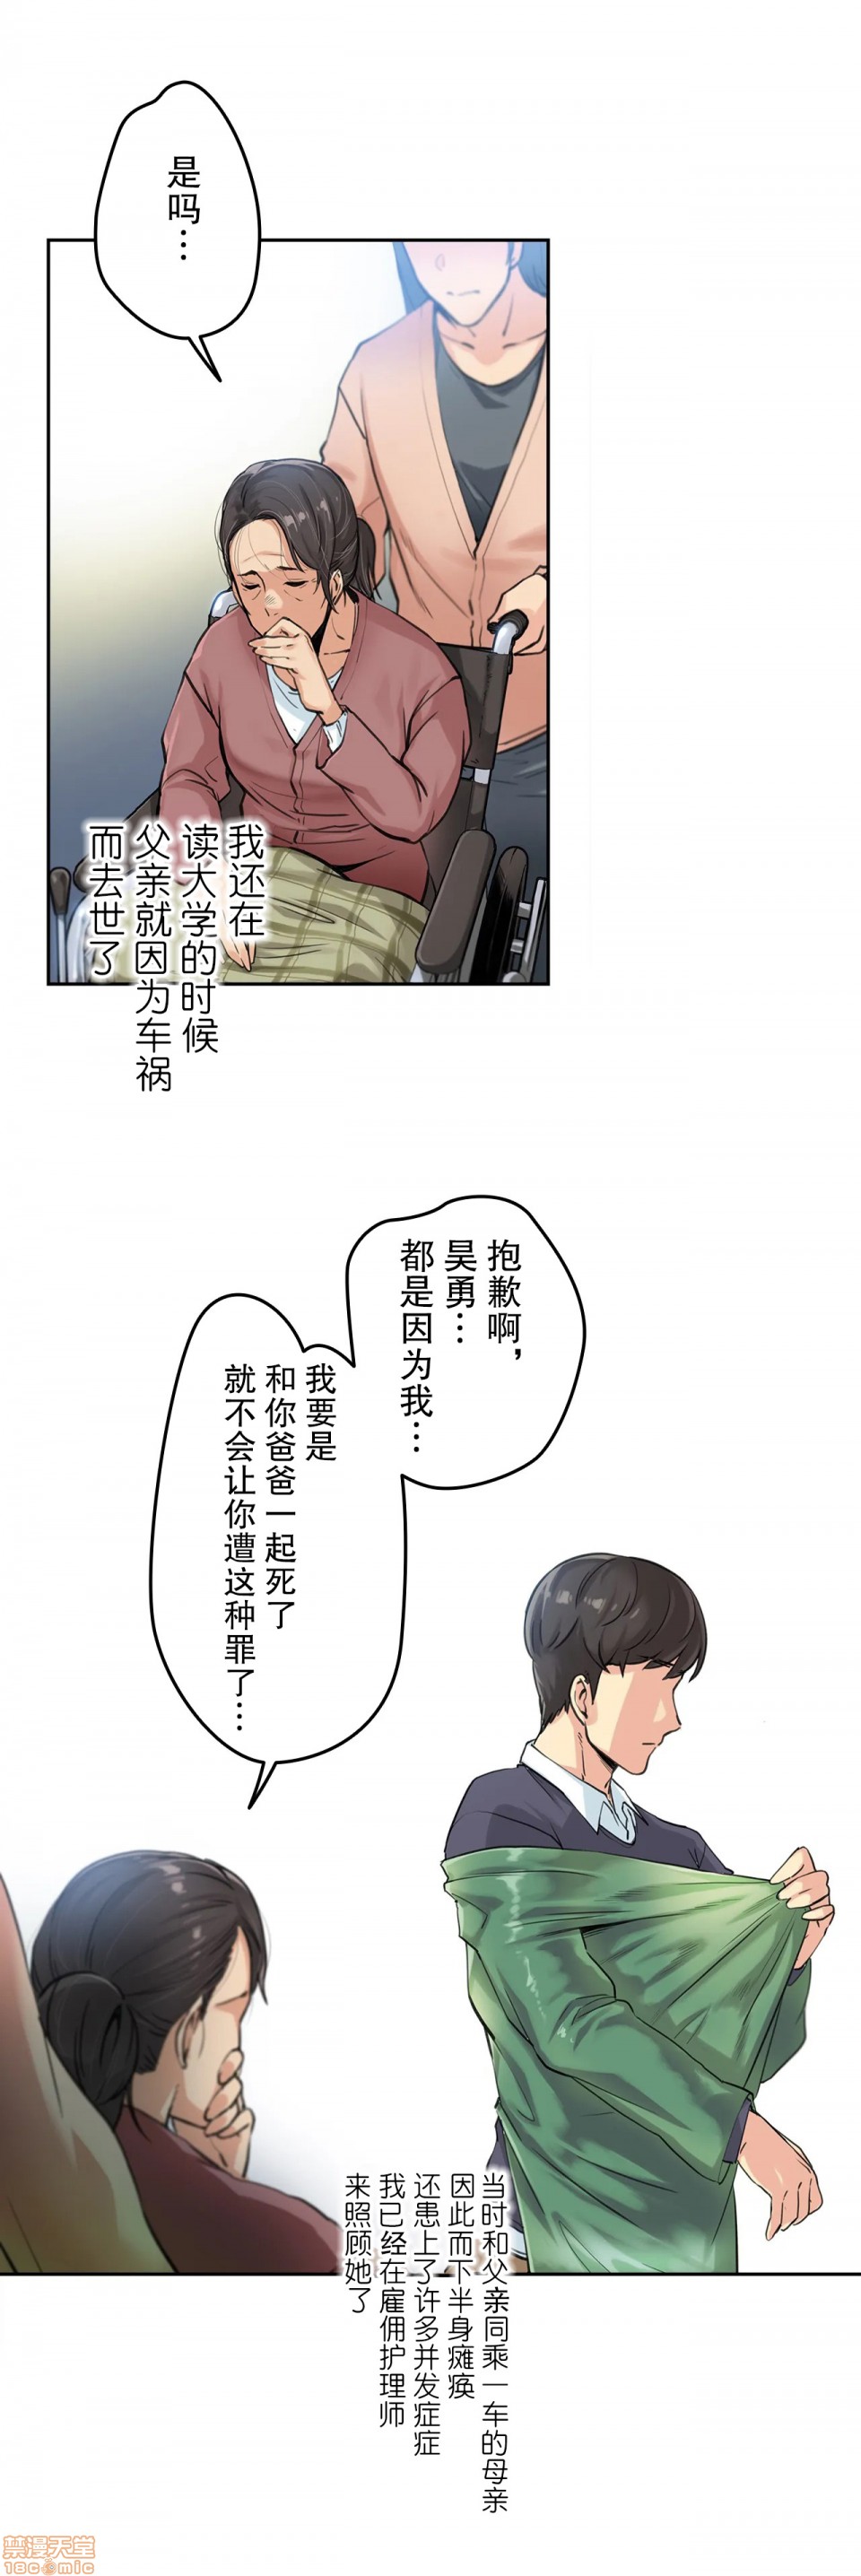 是吗…
我还在
读大学的时候
父亲就因为车祸
而去世了
抱歉啊,
昊勇…
都是因为我…
我要是
和你爸爸一起死了
就不会让你遭这种罪了…
当时和父亲同乘一车的母亲
因此而下半身瘫痪
还患上了许多并发症症
我已经在雇佣护理师
来照顾她了
禁漫天堂
18comic